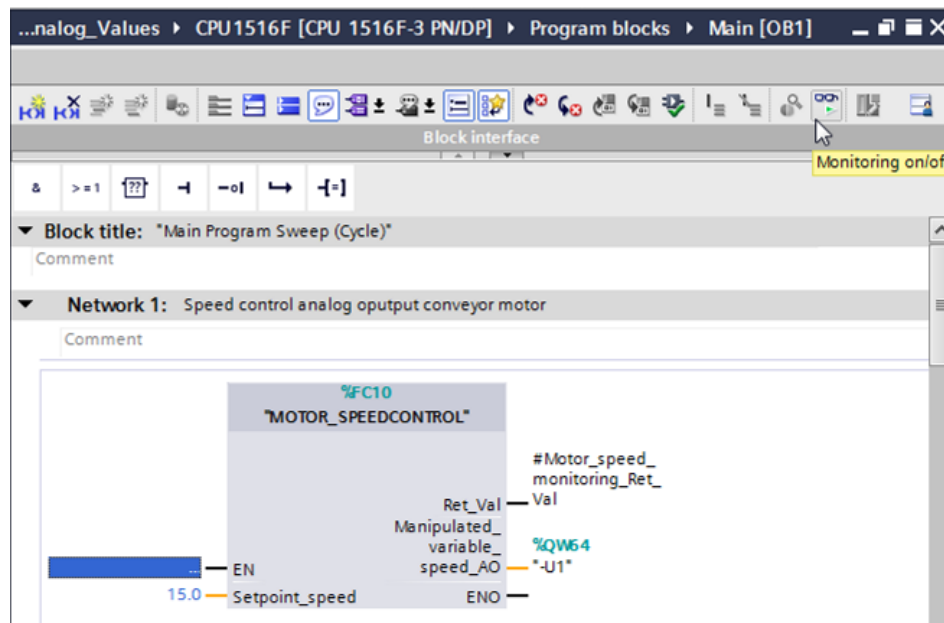 ...nalog_Values ▸ CPU1516F [CPU 1516F-3 PN/DP] ▸ Program blocks ▸ Main [OB1]
Block interface
Monitoring on/of
& >=1 ?? -o| -[=]
Block title: "Main Program Sweep (Cycle)"
Comment
Network 1: Speed control analog oputput conveyor motor
Comment
%FC10
"MOTOR_SPEEDCONTROL"
#Motor_speed_
monitoring_Ret_
Ret_Val Val
Manipulated_
variable_ %QW64
... EN speed_AO "-U1"
15.0 Setpoint_speed ENO